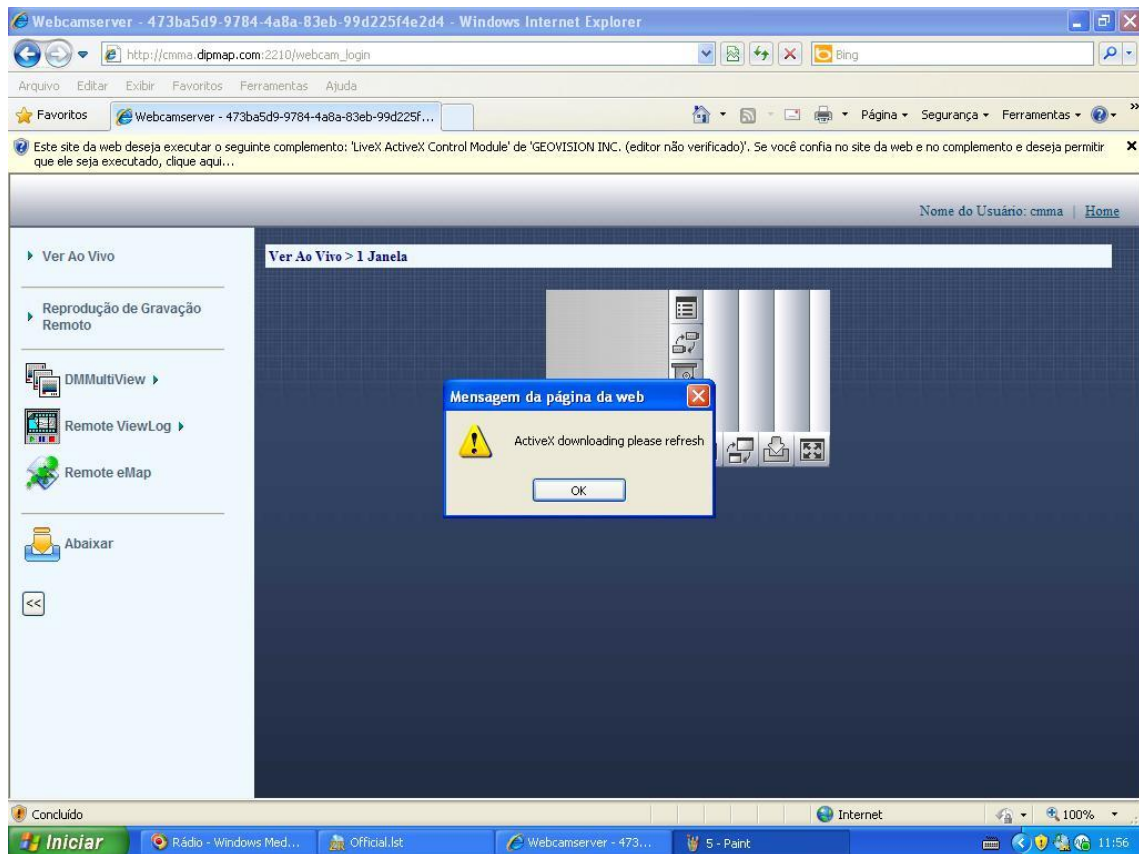 Webcamserver - 473ba5d9-9784-4a8a-83eb-99d225f4e2d4 - Windows Internet Explorer
http://cmma.dipmap.com:2210/webcam_login
Bing
Arquivo Editar Exibir Favoritos Ferramentas Ajuda
Favoritos
Webcamserver - 473ba5d9-9784-4a8a-83eb-99d225f...
Página
Segurança
Ferramentas
Este site da web deseja executar o seguinte complemento: 'LiveX ActiveX Control Module' de 'GEOVISION INC. (editor não verificado)'. Se você confia no site da web e no complemento e deseja permitir
que ele seja executado, clique aqui...
Nome do Usuário: cmma | Home
Ver Ao Vivo
Ver Ao Vivo > 1 Janela
Reprodução de Gravação
Remoto
DMMultiView
Remote ViewLog
Remote eMap
Abaixar
<<
Mensagem da página da web
ActiveX downloading please refresh
OK
Concluído
Internet
100%
Iniciar
Rádio - Windows Med...
Official.lst
Webcamserver - 473...
5 - Paint
11:56